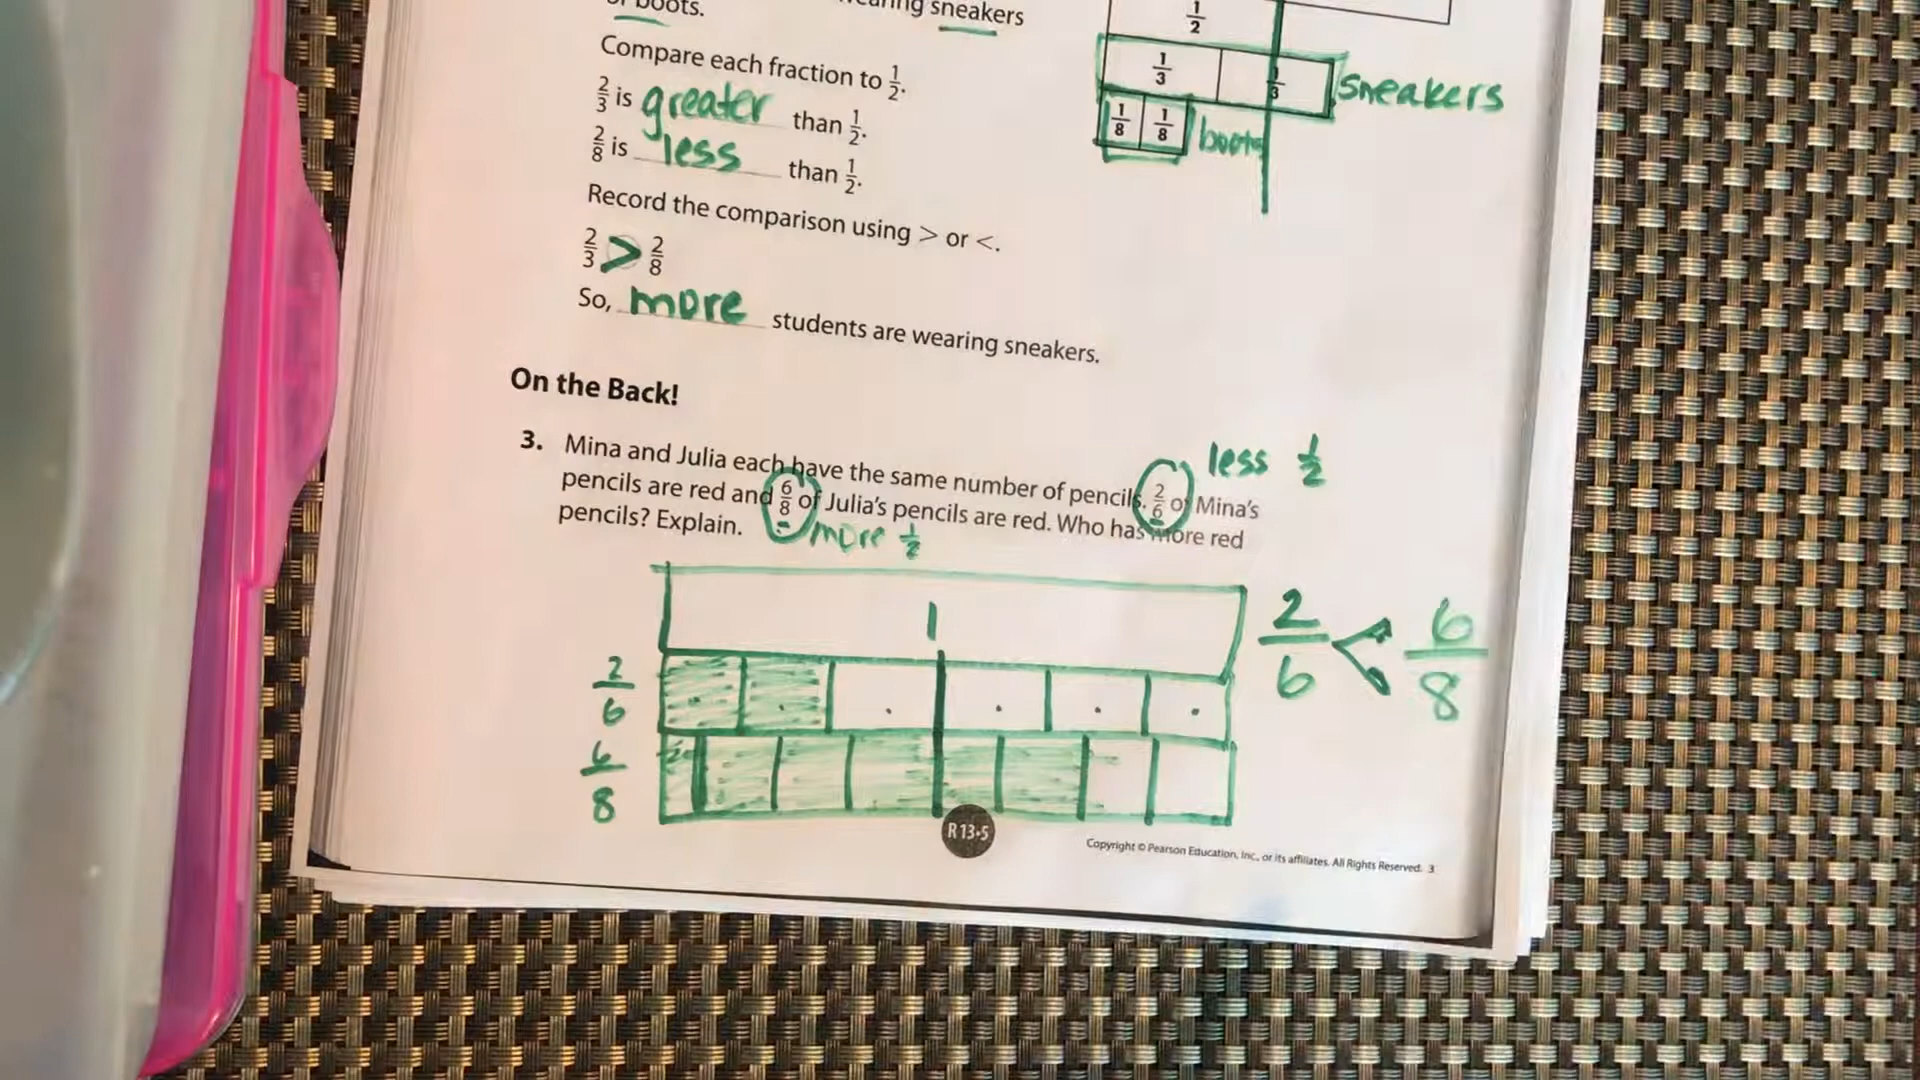 boots.
sneakers
Compare each fraction to 1/2.
2/3 is greater than 1/2.
2/8 is less than 1/2.
Record the comparison using > or <.
2/3 > 2/8
So, more students are wearing sneakers.
1/2
1/3 1/3 sneakers
1/8 1/8 boots
On the Back!
less 1/2
3. Mina and Julia each have the same number of pencils. 2/6 of Mina's
pencils are red and 6/8 of Julia's pencils are red. Who has more red
pencils? Explain.
more 1/2
1
2/6
6/8
2/6 < 6/8
R 13•5
Copyright © Pearson Education, Inc., or its affiliates. All Rights Reserved. 3